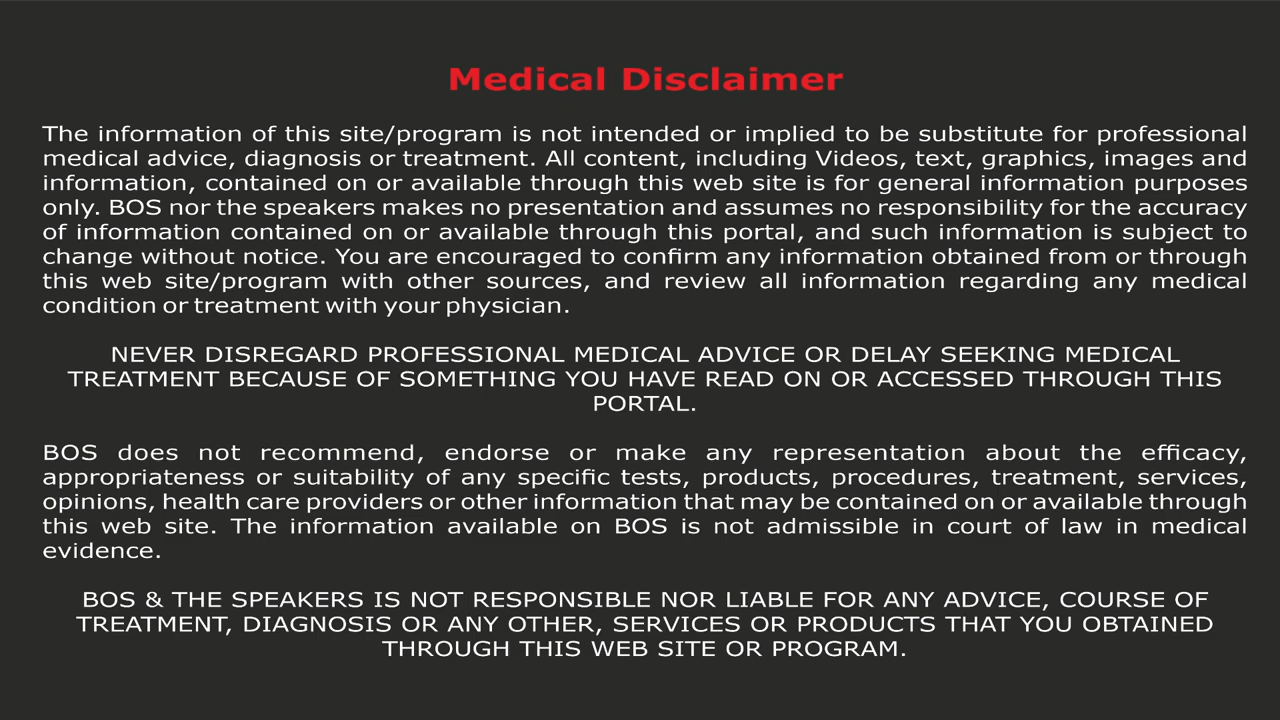 Medical Disclaimer
The information of this site/program is not intended or implied to be substitute for professional
medical advice, diagnosis or treatment. All content, including Videos, text, graphics, images and
information, contained on or available through this web site is for general information purposes
only. BOS nor the speakers makes no presentation and assumes no responsibility for the accuracy
of information contained on or available through this portal, and such information is subject to
change without notice. You are encouraged to confirm any information obtained from or through
this web site/program with other sources, and review all information regarding any medical
condition or treatment with your physician.
NEVER DISREGARD PROFESSIONAL MEDICAL ADVICE OR DELAY SEEKING MEDICAL
TREATMENT BECAUSE OF SOMETHING YOU HAVE READ ON OR ACCESSED THROUGH THIS
PORTAL.
BOS does not recommend, endorse or make any representation about the efficacy,
appropriateness or suitability of any specific tests, products, procedures, treatment, services,
opinions, health care providers or other information that may be contained on or available through
this web site. The information available on BOS is not admissible in court of law in medical
evidence.
BOS & THE SPEAKERS IS NOT RESPONSIBLE NOR LIABLE FOR ANY ADVICE, COURSE OF
TREATMENT, DIAGNOSIS OR ANY OTHER, SERVICES OR PRODUCTS THAT YOU OBTAINED
THROUGH THIS WEB SITE OR PROGRAM.